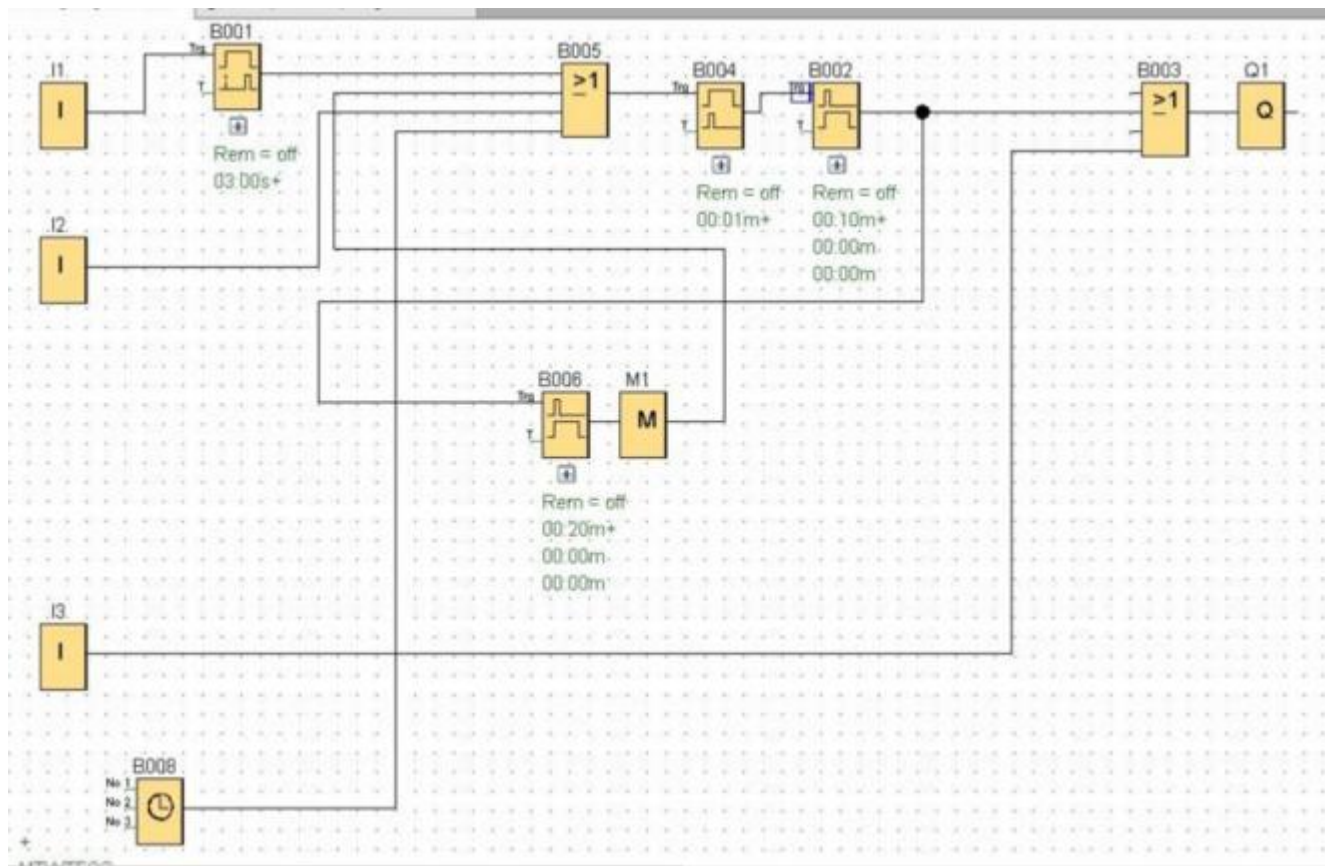 B001
Trg
T
Rem = off
03:00s+
I1
I
B005
≥1
B004
Trg
T
Rem = off
00:01m+
B002
Trg
T
Rem = off
00:10m+
00:00m
00:00m
B003
≥1
Q1
Q
I2
I
B006
Trg
T
Rem = off
00:20m+
00:00m
00:00m
M1
M
I3
I
B008
No 1
No 2
No 3